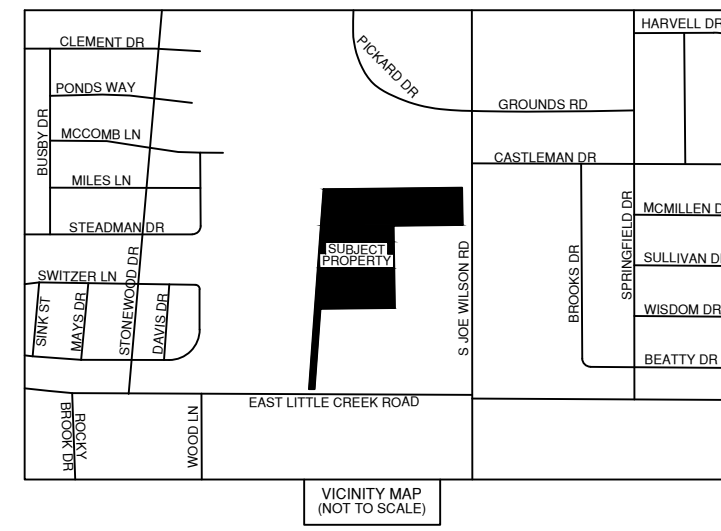 HARVELL DR
CLEMENT DR
PICKARD DR
PONDS WAY
GROUNDS RD
BUSBY DR
MCCOMB LN
CASTLEMAN DR
MILES LN
SPRINGFIELD DR
MCMILLEN D
STEADMAN DR
SUBJECT
PROPERTY
S JOE WILSON RD
BROOKS DR
SULLIVAN DR
SWITZER LN
SINK ST
MAYS DR
STONEWOOD DR
DAVIS DR
WISDOM DR
BEATTY DR
EAST LITTLE CREEK ROAD
ROCKY
BROOK DR
WOOD LN
VICINITY MAP
(NOT TO SCALE)